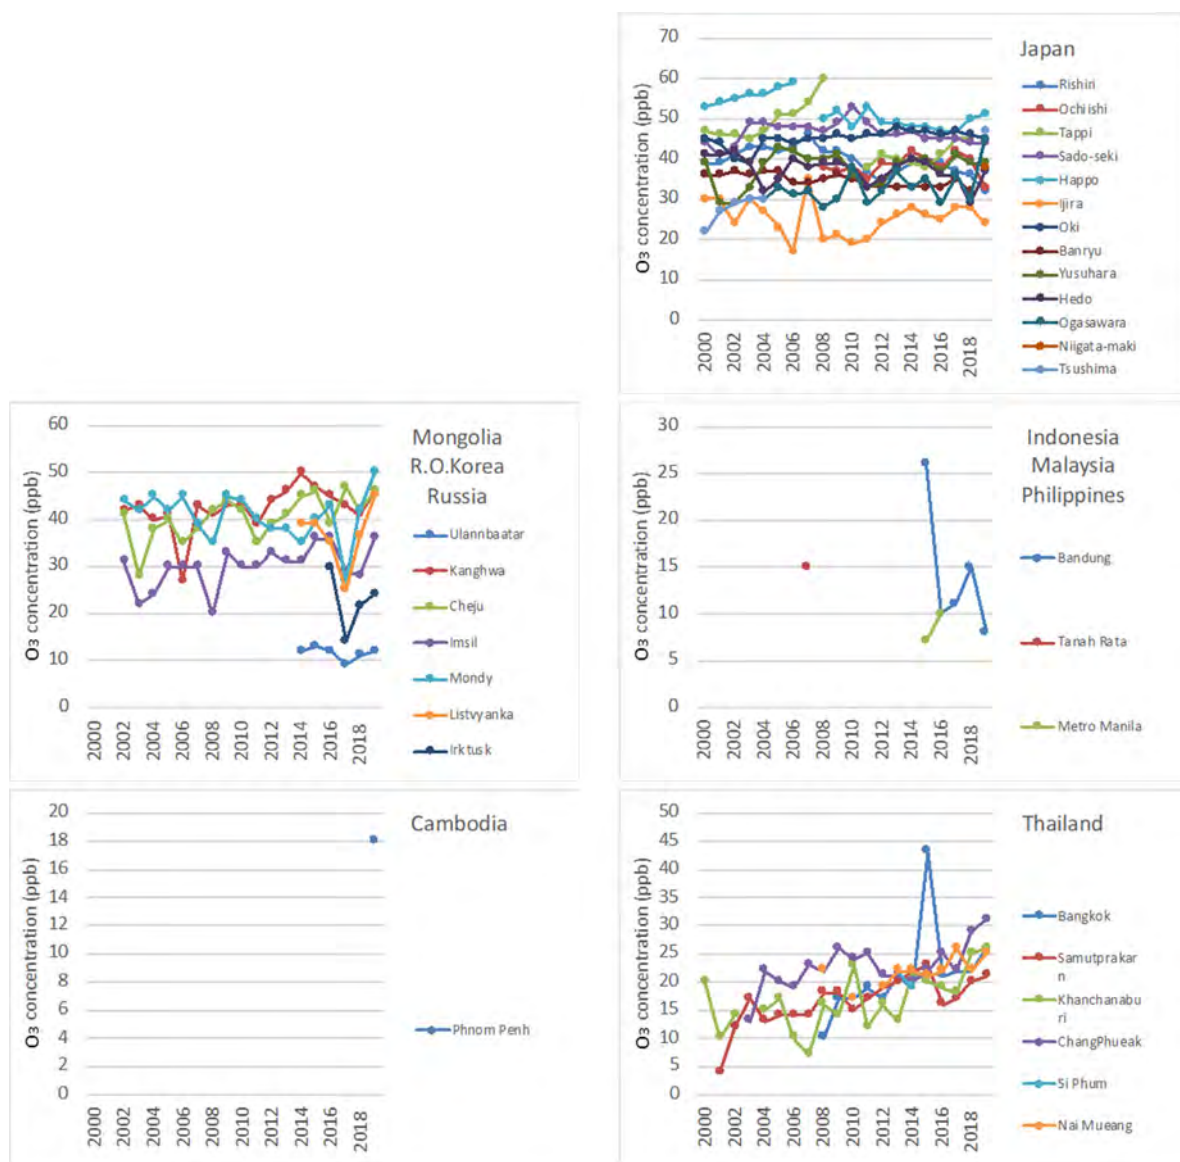 Japan
O3 concentration (ppb)
70
60
50
40
30
20
10
0
2000
2002
2004
2006
2008
2010
2012
2014
2016
2018
Rishiri
Ochiishi
Tappi
Sado-seki
Happo
Ijira
Oki
Banryu
Yusuhara
Hedo
Ogasawara
Niigata-maki
Tsushima
Mongolia
R.O.Korea
Russia
O3 concentration (ppb)
60
50
40
30
20
10
0
2000
2002
2004
2006
2008
2010
2012
2014
2016
2018
Ulannbaatar
Kanghwa
Cheju
Imsil
Mondy
Listvyanka
Irktusk
Indonesia
Malaysia
Philippines
O3 concentration (ppb)
30
25
20
15
10
5
0
2000
2002
2004
2006
2008
2010
2012
2014
2016
2018
Bandung
Tanah Rata
Metro Manila
Cambodia
O3 concentration (ppb)
20
18
16
14
12
10
8
6
4
2
0
2000
2002
2004
2006
2008
2010
2012
2014
2016
2018
Phnom Penh
Thailand
O3 concentration (ppb)
50
45
40
35
30
25
20
15
10
5
0
2000
2002
2004
2006
2008
2010
2012
2014
2016
2018
Bangkok
Samutprakar
n
Khanchanabu
ri
ChangPhueak
Si Phum
Nai Mueang